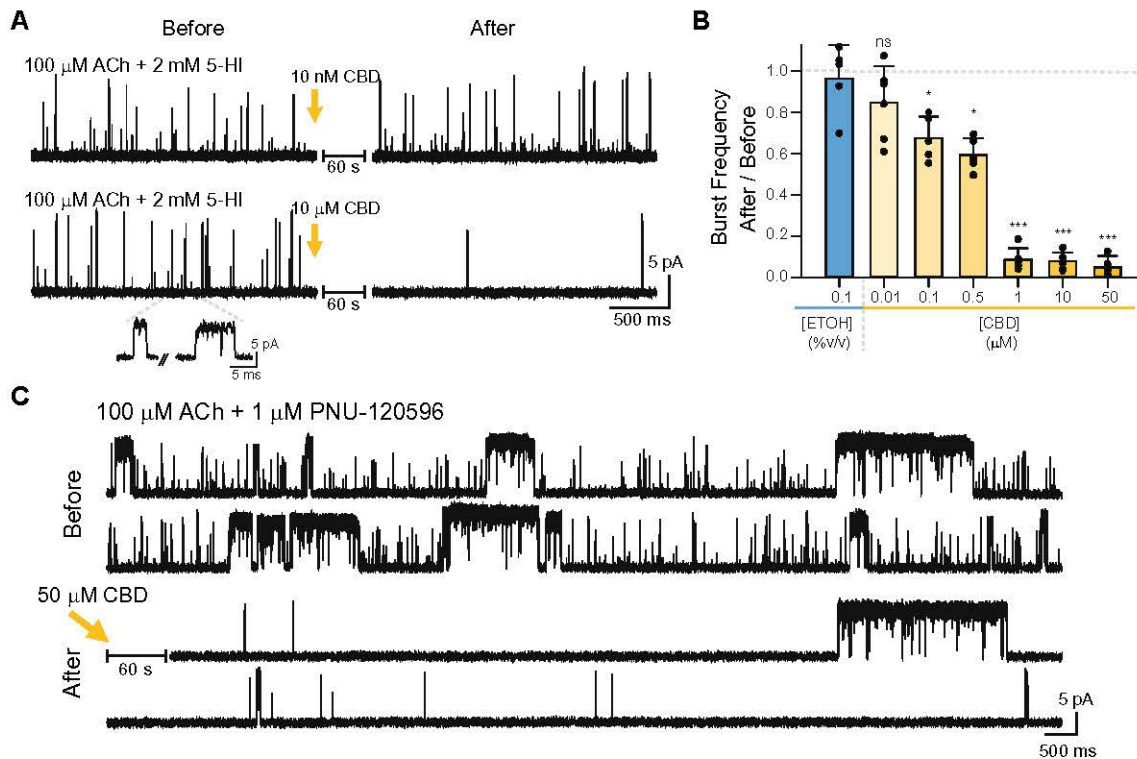 A
Before
After
100 μM ACh + 2 mM 5-HI
10 nM CBD
60 s
100 μM ACh + 2 mM 5-HI
10 μM CBD
60 s
5 pA
500 ms
5 pA
5 ms
B
Burst Frequency
After / Before
1.0
0.8
0.6
0.4
0.2
0.0
ns
*
*
***
***
***
0.1
0.01
0.1
0.5
1
10
50
[ETOH]
(%v/v)
[CBD]
(μM)
C
100 μM ACh + 1 μM PNU-120596
Before
50 μM CBD
60 s
After
5 pA
500 ms